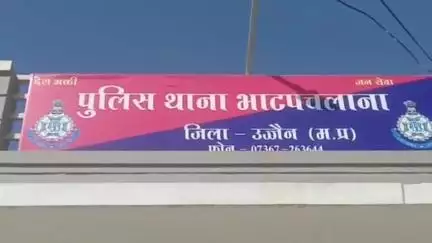 देश भक्ती जन सेवा
पुलिस थाना भाटपचलाना
जिला - उज्जैन (म.प्र)
फोन - 07367-263644